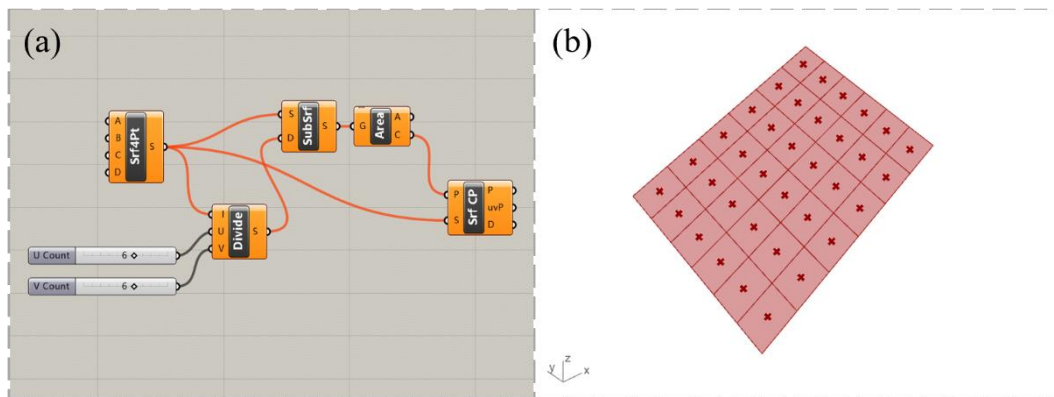 (a)
A
B
C
D
Srf4Pt
S
S
D
SubSrf
S
G
Area
A
C
I
U
V
Divide
S
P
S
Srf CP
P
uvP
D
U Count 6
V Count 6
(b)
z
y
x